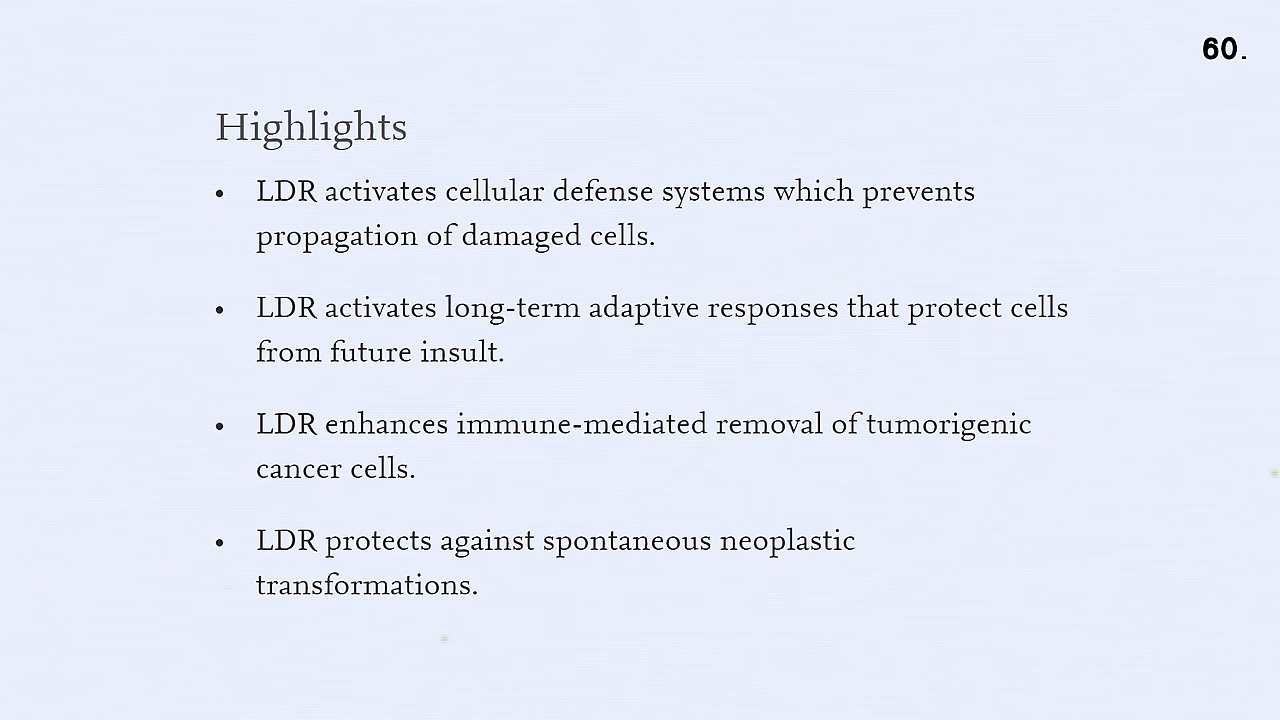 60.
Highlights
• LDR activates cellular defense systems which prevents
propagation of damaged cells.
• LDR activates long-term adaptive responses that protect cells
from future insult.
• LDR enhances immune-mediated removal of tumorigenic
cancer cells.
• LDR protects against spontaneous neoplastic
transformations.